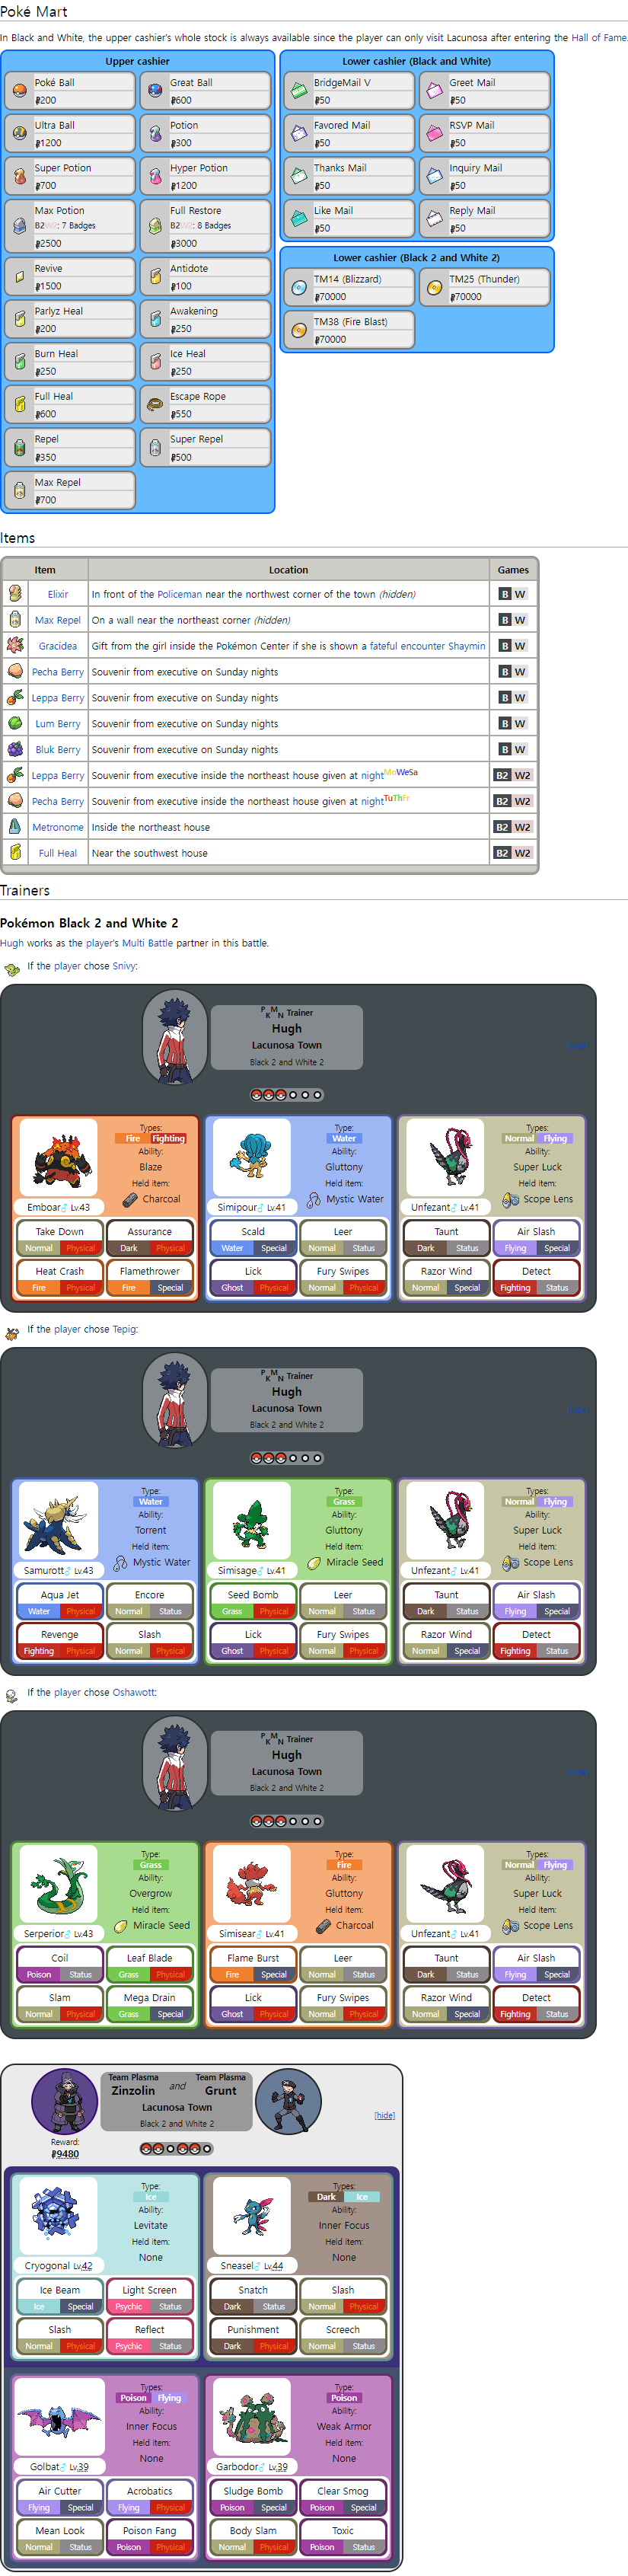 Poké Mart
In Black and White, the upper cashier's whole stock is always available since the player can only visit Lacunosa after entering the Hall of Fame.
Upper cashier
Poké Ball
₽200
Great Ball
₽600
Ultra Ball
₽1200
Potion
₽300
Super Potion
₽700
Hyper Potion
₽1200
Max Potion
B2W2: 7 Badges
₽2500
Full Restore
B2W2: 8 Badges
₽3000
Revive
₽1500
Antidote
₽100
Parlyz Heal
₽200
Awakening
₽250
Burn Heal
₽250
Ice Heal
₽250
Full Heal
₽600
Escape Rope
₽550
Repel
₽350
Super Repel
₽500
Max Repel
₽700
Lower cashier (Black and White)
BridgeMail V
₽50
Greet Mail
₽50
Favored Mail
₽50
RSVP Mail
₽50
Thanks Mail
₽50
Inquiry Mail
₽50
Like Mail
₽50
Reply Mail
₽50
Lower cashier (Black 2 and White 2)
TM14 (Blizzard)
₽70000
TM25 (Thunder)
₽70000
TM38 (Fire Blast)
₽70000
Items
Item Location Games
Elixir In front of the Policeman near the northwest corner of the town (hidden) B W
Max Repel On a wall near the northeast corner (hidden) B W
Gracidea Gift from the girl inside the Pokémon Center if she is shown a fateful encounter Shaymin B W
Pecha Berry Souvenir from executive on Sunday nights B W
Leppa Berry Souvenir from executive on Sunday nights B W
Lum Berry Souvenir from executive on Sunday nights B W
Bluk Berry Souvenir from executive on Sunday nights B W
Leppa Berry Souvenir from executive inside the northeast house given at nightMoWeSa B2 W2
Pecha Berry Souvenir from executive inside the northeast house given at nightTuThFr B2 W2
Metronome Inside the northeast house B2 W2
Full Heal Near the southwest house B2 W2
Trainers
Pokémon Black 2 and White 2
Hugh works as the player's Multi Battle partner in this battle.
If the player chose Snivy:
PKMN Trainer
Hugh
Lacunosa Town
Black 2 and White 2
Emboar♂ Lv.43
Types:
Fire Fighting
Ability:
Blaze
Held item:
Charcoal
Take Down
Normal Physical
Assurance
Dark Physical
Heat Crash
Fire Physical
Flamethrower
Fire Special
Simipour♂ Lv.41
Type:
Water
Ability:
Gluttony
Held item:
Mystic Water
Scald
Water Special
Leer
Normal Status
Lick
Ghost Physical
Fury Swipes
Normal Physical
Unfezant♂ Lv.41
Types:
Normal Flying
Ability:
Super Luck
Held item:
Scope Lens
Taunt
Dark Status
Air Slash
Flying Special
Razor Wind
Normal Special
Detect
Fighting Status
If the player chose Tepig:
PKMN Trainer
Hugh
Lacunosa Town
Black 2 and White 2
Samurott♂ Lv.43
Type:
Water
Ability:
Torrent
Held item:
Mystic Water
Aqua Jet
Water Physical
Encore
Normal Status
Revenge
Fighting Physical
Slash
Normal Physical
Simisage♂ Lv.41
Type:
Grass
Ability:
Gluttony
Held item:
Miracle Seed
Seed Bomb
Grass Physical
Leer
Normal Status
Lick
Ghost Physical
Fury Swipes
Normal Physical
Unfezant♂ Lv.41
Types:
Normal Flying
Ability:
Super Luck
Held item:
Scope Lens
Taunt
Dark Status
Air Slash
Flying Special
Razor Wind
Normal Special
Detect
Fighting Status
If the player chose Oshawott:
PKMN Trainer
Hugh
Lacunosa Town
Black 2 and White 2
Serperior♂ Lv.43
Type:
Grass
Ability:
Overgrow
Held item:
Miracle Seed
Coil
Poison Status
Leaf Blade
Grass Physical
Slam
Normal Physical
Mega Drain
Grass Special
Simisear♂ Lv.41
Type:
Fire
Ability:
Gluttony
Held item:
Charcoal
Flame Burst
Fire Special
Leer
Normal Status
Lick
Ghost Physical
Fury Swipes
Normal Physical
Unfezant♂ Lv.41
Types:
Normal Flying
Ability:
Super Luck
Held item:
Scope Lens
Taunt
Dark Status
Air Slash
Flying Special
Razor Wind
Normal Special
Detect
Fighting Status
Team Plasma Zinzolin and Team Plasma Grunt
Lacunosa Town
Black 2 and White 2
[hide]
Reward:
₽9480
Cryogonal Lv.42
Type:
Ice
Ability:
Levitate
Held item:
None
Ice Beam
Ice Special
Light Screen
Psychic Status
Slash
Normal Physical
Reflect
Psychic Status
Sneasel♂ Lv.44
Types:
Dark Ice
Ability:
Inner Focus
Held item:
None
Snatch
Dark Status
Slash
Normal Physical
Punishment
Dark Physical
Screech
Normal Status
Golbat♂ Lv.39
Types:
Poison Flying
Ability:
Inner Focus
Held item:
None
Air Cutter
Flying Special
Acrobatics
Flying Physical
Mean Look
Normal Status
Poison Fang
Poison Physical
Garbodor♂ Lv.39
Type:
Poison
Ability:
Weak Armor
Held item:
None
Sludge Bomb
Poison Special
Clear Smog
Poison Special
Body Slam
Normal Physical
Toxic
Poison Status